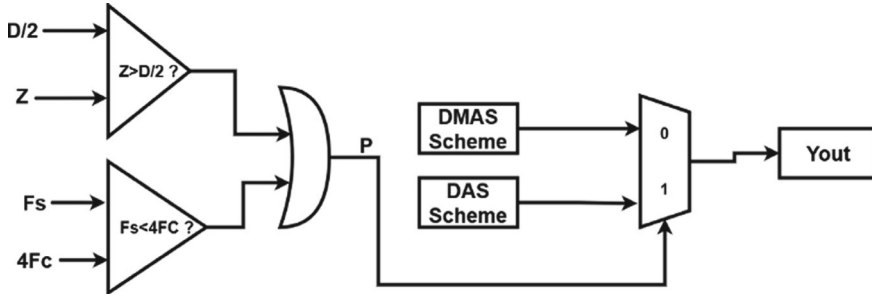 D/2
Z
Z>D/2 ?
Fs
4Fc
Fs<4FC ?
P
DMAS
Scheme
DAS
Scheme
0
1
Yout